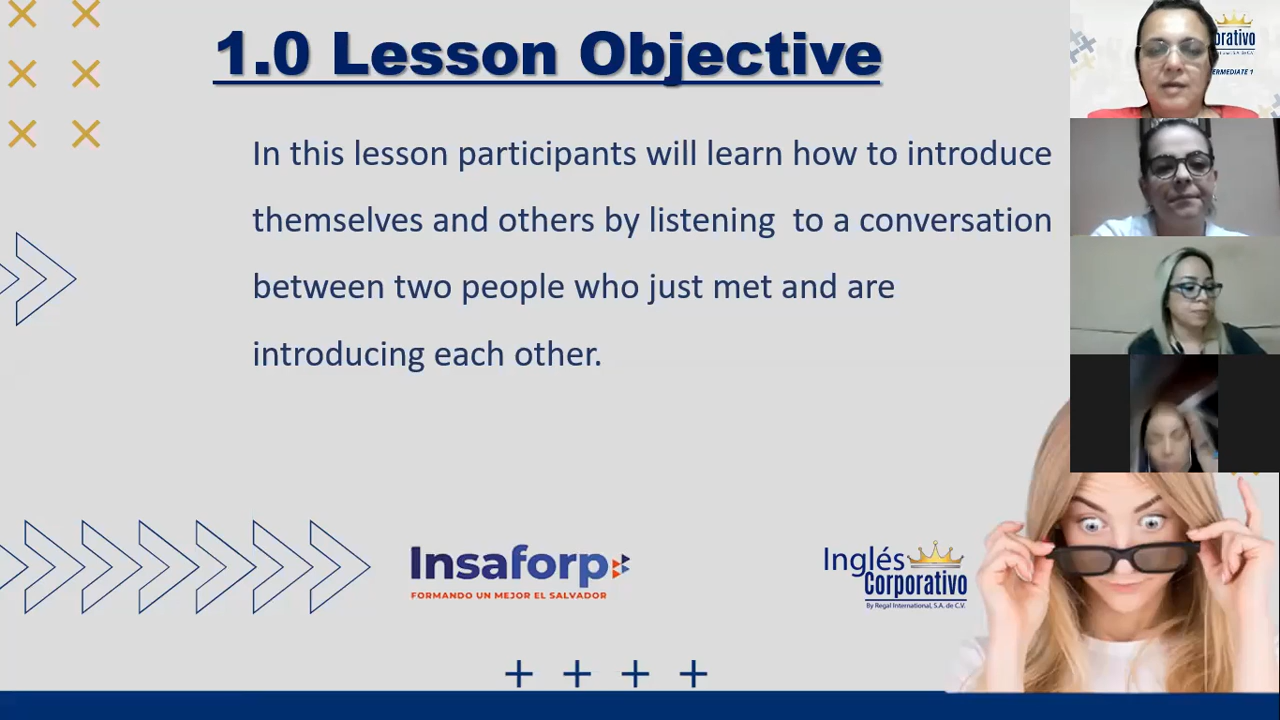 1.0 Lesson Objective
In this lesson participants will learn how to introduce
themselves and others by listening to a conversation
between two people who just met and are
introducing each other.
Insaforp
FORMANDO UN MEJOR EL SALVADOR
Inglés
Corporativo
By Regal International, S.A. de C.V.